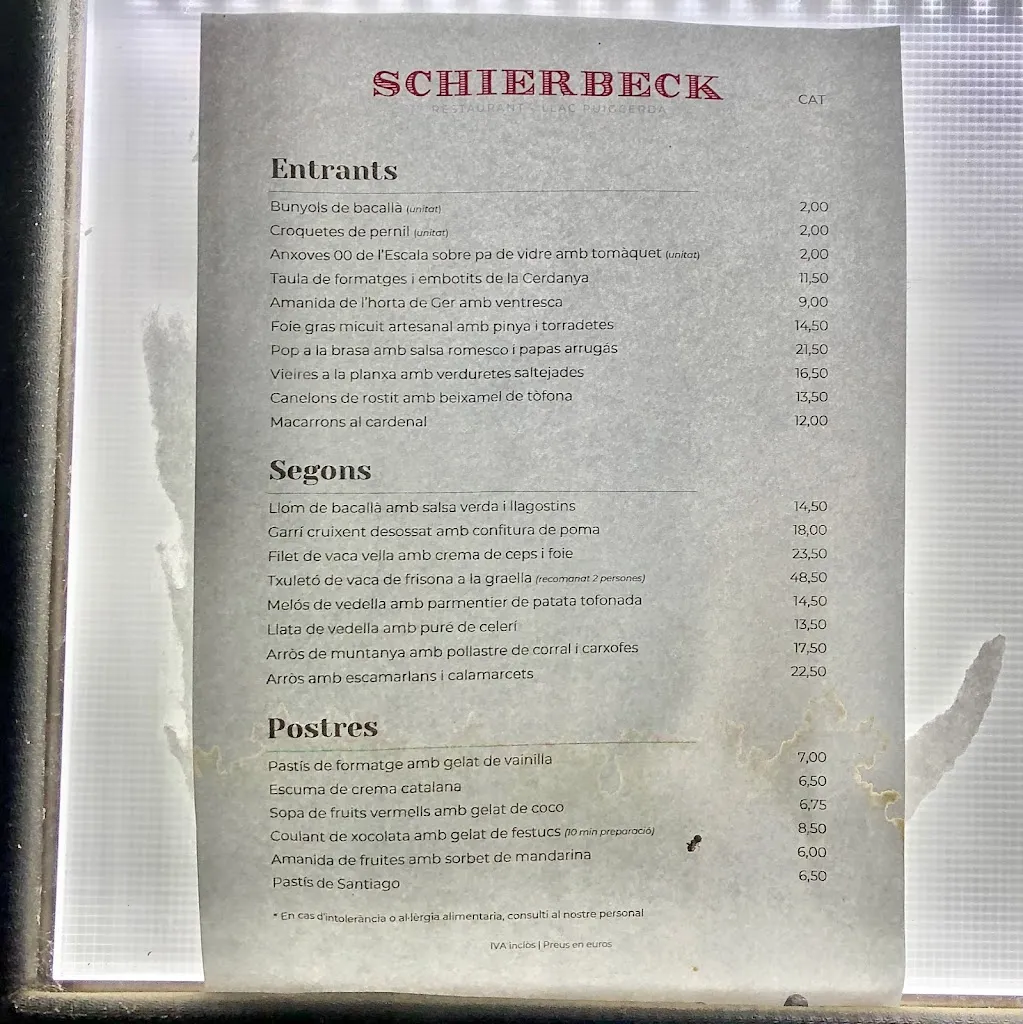 SCHIERBECK
RESTAURANT & LLAC PUIGCERDÀ
CAT
Entrants
Bunyols de bacallà (unitat) 2,00
Croquetes de pernil (unitat) 2,00
Anxoves 00 de l'Escala sobre pa de vidre amb tomàquet (unitat) 2,00
Taula de formatges i embotits de la Cerdanya 11,50
Amanida de l'horta de Ger amb ventresca 9,00
Foie gras micuit artesanal amb pinya i torradetes 14,50
Pop a la brasa amb salsa romesco i papas arrugás 21,50
Vieires a la planxa amb verduretes saltejades 16,50
Canelons de rostit amb beixamel de tòfona 13,50
Macarrons al cardenal 12,00
Segons
Llom de bacallà amb salsa verda i llagostins 14,50
Garrí cruixent desossat amb confitura de poma 18,00
Filet de vaca vella amb crema de ceps i foie 23,50
Txuletó de vaca de frisona a la graella (recomanat 2 persones) 48,50
Melós de vedella amb parmentier de patata tofonada 14,50
Llata de vedella amb puré de celerí 13,50
Arròs de muntanya amb pollastre de corral i carxofes 17,50
Arròs amb escamarlans i calamarcets 22,50
Postres
Pastís de formatge amb gelat de vainilla 7,00
Escuma de crema catalana 6,50
Sopa de fruits vermells amb gelat de coco 6,75
Coulant de xocolata amb gelat de festucs (10 min preparació) 8,50
Amanida de fruites amb sorbet de mandarina 6,00
Pastís de Santiago 6,50
* En cas d'intolerància o al·lèrgia alimentaria, consulti al nostre personal
IVA inclòs | Preus en euros